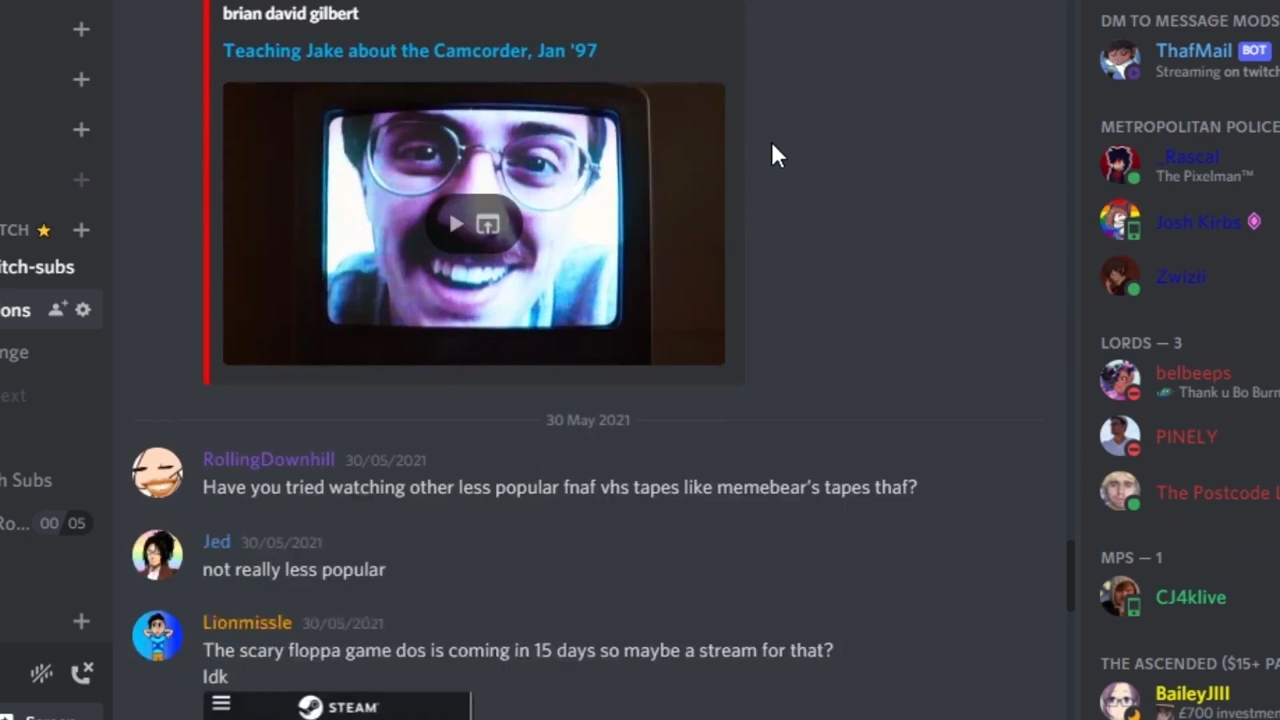 TCH
itch-subs
ons
nge
ext
h Subs
Ro... 00 05
brian david gilbert
Teaching Jake about the Camcorder, Jan '97
30 May 2021
RollingDownhill 30/05/2021
Have you tried watching other less popular fnaf vhs tapes like memebear's tapes thaf?
Jed 30/05/2021
not really less popular
Lionmissle 30/05/2021
The scary floppa game dos is coming in 15 days so maybe a stream for that?
Idk
STEAM
DM TO MESSAGE MODS
ThafMail BOT
Streaming on twitch
METROPOLITAN POLICE
_Rascal
The Pixelman™
Josh Kirbs
Zwizii
LORDS — 3
belbeeps
Thank u Bo Burn
PINELY
The Postcode L
MPS — 1
CJ4klive
THE ASCENDED ($15+ PA
BaileyJIII
£700 investmen